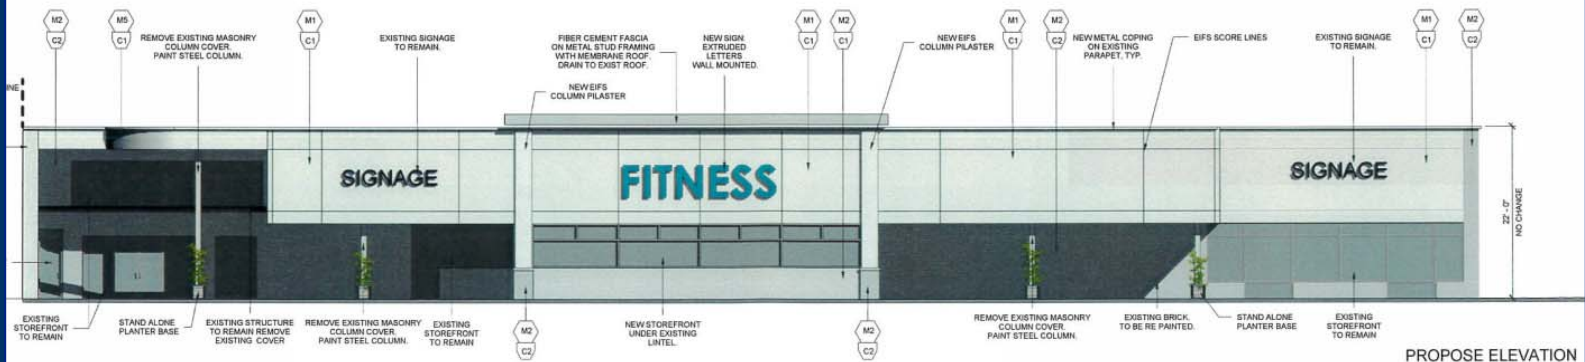 M2
C2
M5
C1
REMOVE EXISTING MASONRY
COLUMN COVER.
PAINT STEEL COLUMN.
M1
C1
EXISTING SIGNAGE
TO REMAIN.
FIBER CEMENT FASCIA
ON METAL STUD FRAMING
WITH MEMBRANE ROOF.
DRAIN TO EXIST ROOF.
NEW SIGN:
EXTRUDED
LETTERS
WALL MOUNTED.
M1
C1
M2
C1
NEW EIFS
COLUMN PILASTER
M1
C1
M2
C2
NEW METAL COPING
ON EXISTING
PARAPET, TYP.
EIFS SCORE LINES
EXISTING SIGNAGE
TO REMAIN.
M1
C1
M2
C2
INE
NEW EIFS
COLUMN PILASTER
SIGNAGE
FITNESS
SIGNAGE
22' - 0"
NO CHANGE
EXISTING
STOREFRONT
TO REMAIN
STAND ALONE
PLANTER BASE
EXISTING STRUCTURE
TO REMAIN REMOVE
EXISTING COVER
REMOVE EXISTING MASONRY
COLUMN COVER.
PAINT STEEL COLUMN.
EXISTING
STOREFRONT
TO REMAIN
M2
C2
NEW STOREFRONT
UNDER EXISTING
LINTEL.
M2
C2
REMOVE EXISTING MASONRY
COLUMN COVER.
PAINT STEEL COLUMN.
EXISTING BRICK.
TO BE RE PAINTED.
STAND ALONE
PLANTER BASE
EXISTING
STOREFRONT
TO REMAIN
PROPOSE ELEVATION